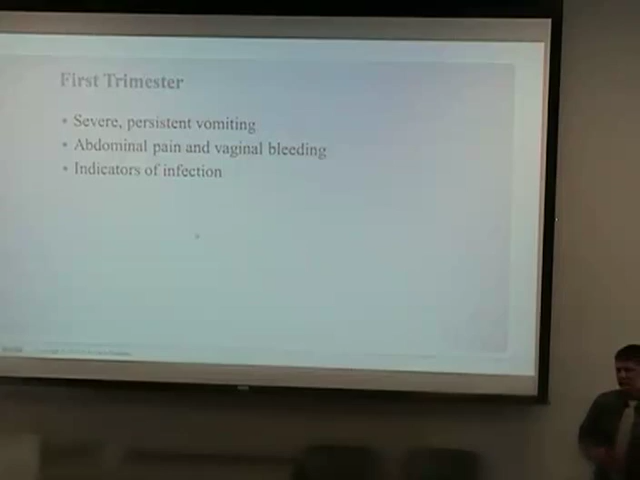 First Trimester
• Severe, persistent vomiting
• Abdominal pain and vaginal bleeding
• Indicators of infection